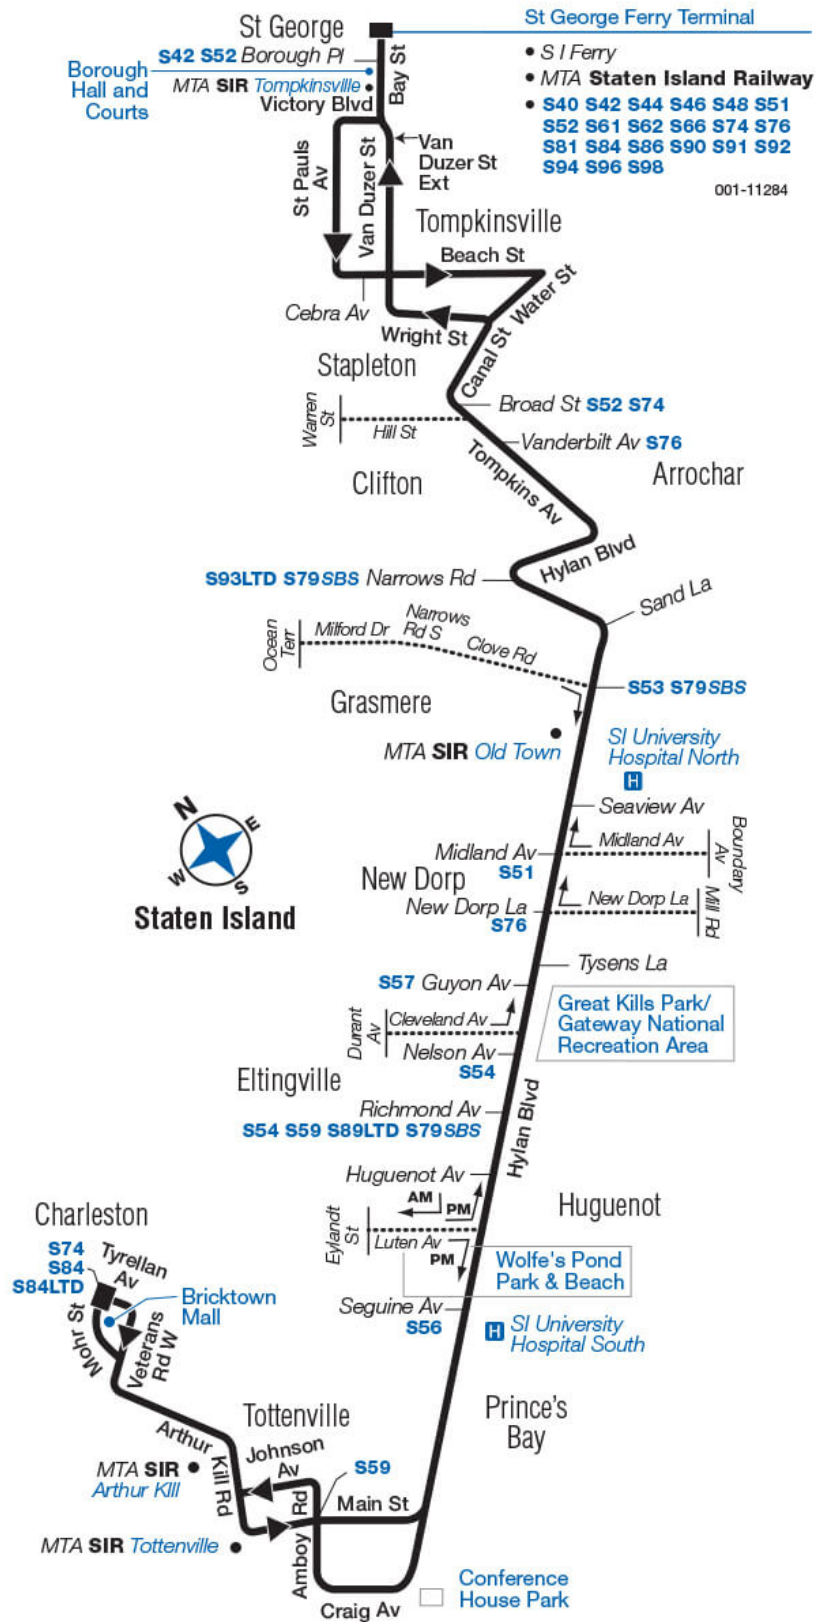 St George
St George Ferry Terminal
• S I Ferry
• MTA Staten Island Railway
• S40 S42 S44 S46 S48 S51
S52 S61 S62 S66 S74 S76
S81 S84 S86 S90 S91 S92
S94 S96 S98
001-11284
S42 S52 Borough Pl
Borough
Hall and
Courts
MTA SIR Tompkinsville
Victory Blvd
Bay St
Van
Duzer St
Ext
St Pauls
Av
Van Duzer St
Tompkinsville
Beach St
Water St
Cebra Av
Wright St
Canal St
Stapleton
Broad St S52 S74
Warren
St
Hill St
Vanderbilt Av S76
Tompkins Av
Arrochar
Clifton
Hylan Blvd
S93LTD S79SBS Narrows Rd
Sand La
Ocean
Terr
Milford Dr
Narrows
Rd S
Clove Rd
S53 S79SBS
Grasmere
MTA SIR Old Town
SI University
Hospital North
H
Seaview Av
N
E
W
S
Staten Island
Midland Av
S51
Midland Av
Boundary
Av
New Dorp
New Dorp La
S76
New Dorp La
Mill Rd
Tysens La
S57 Guyon Av
Great Kills Park/
Gateway National
Recreation Area
Durant
Av
Cleveland Av
Nelson Av
S54
Eltingville
Richmond Av
S54 S59 S89LTD S79SBS
Hylan Blvd
Huguenot Av
AM
PM
Huguenot
Eylandt
St
Luten Av
PM
Wolfe's Pond
Park & Beach
Charleston
S74
S84
S84LTD
Tyrellan
Av
Bricktown
Mall
Mohr St
Veterans
Rd W
Seguine Av
S56
H SI University
Hospital South
Prince's
Bay
Tottenville
Arthur
Kill Rd
Johnson
Av
S59
MTA SIR
Arthur KIll
Main St
Amboy Rd
MTA SIR Tottenville
Craig Av
Conference
House Park